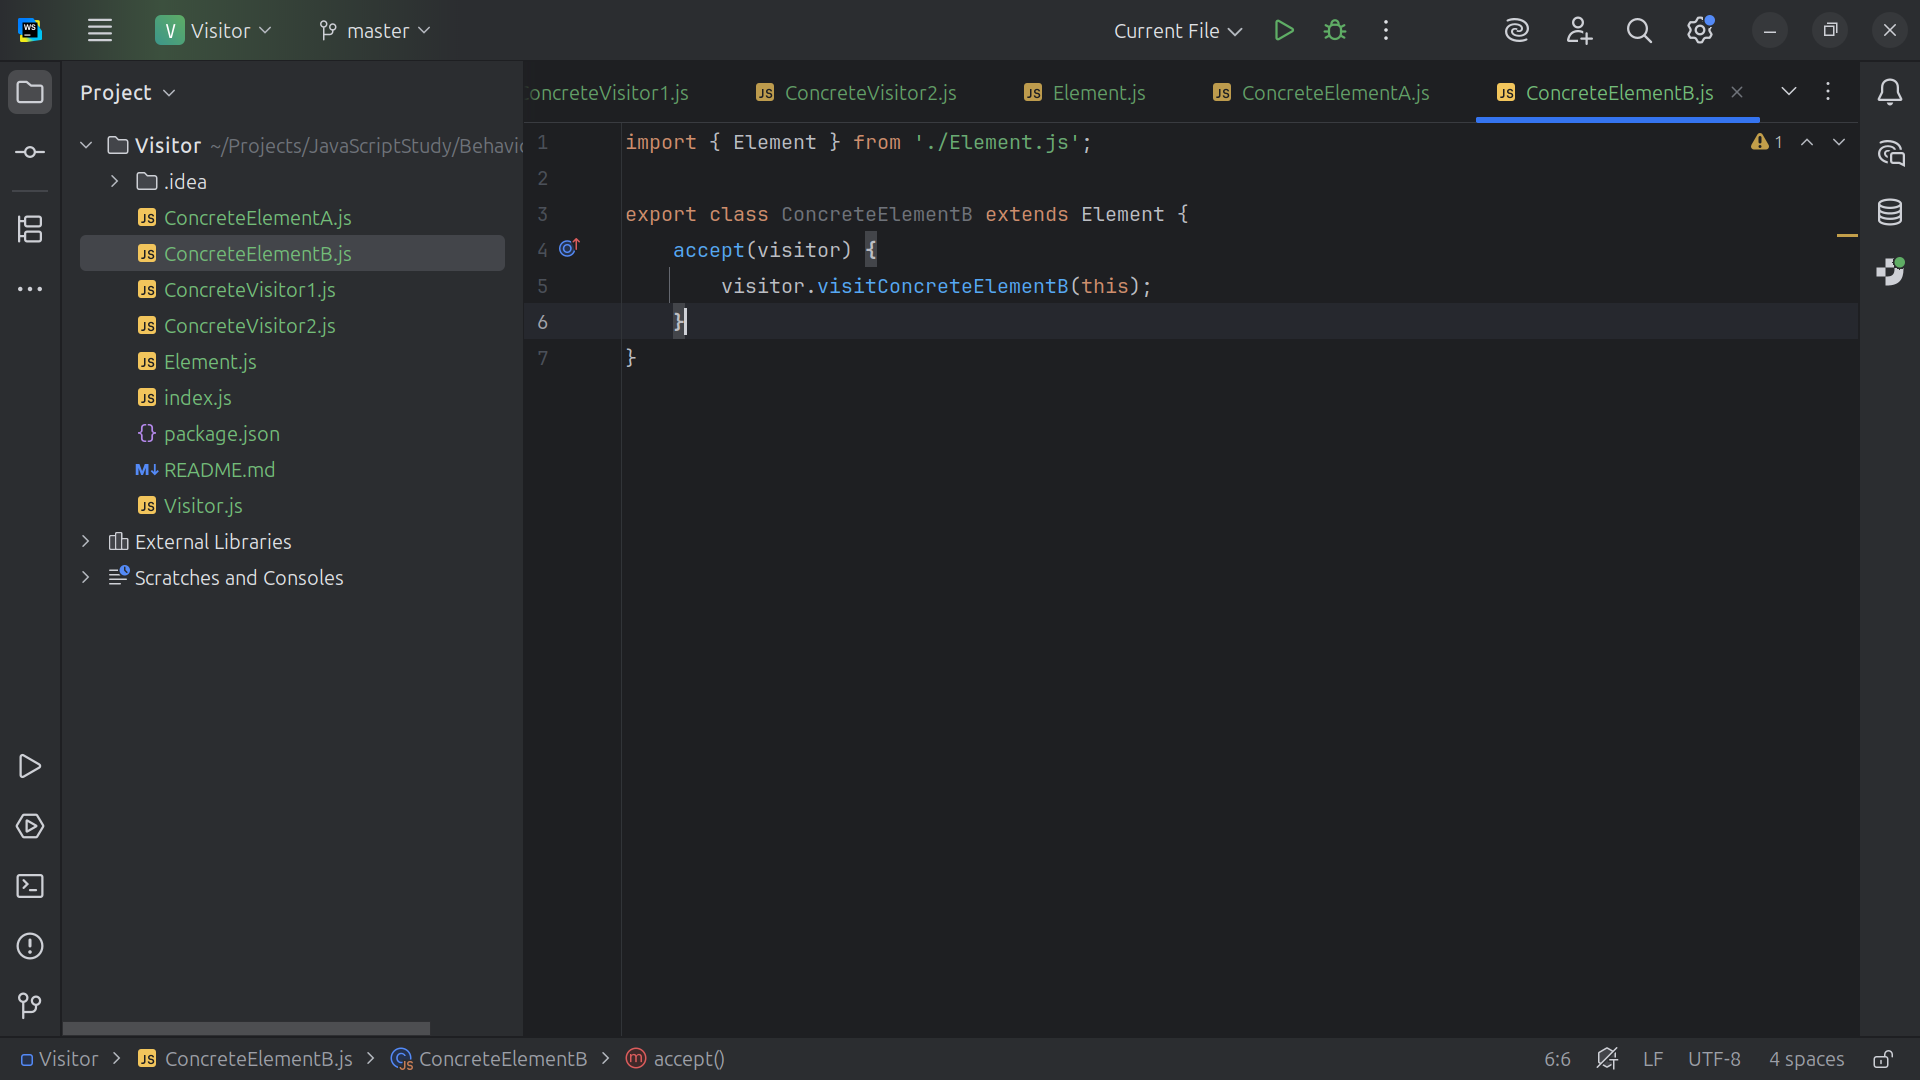 V Visitor master Current File
Project
Visitor ~/Projects/JavaScriptStudy/Behavio
.idea
ConcreteElementA.js
ConcreteElementB.js
ConcreteVisitor1.js
ConcreteVisitor2.js
Element.js
index.js
package.json
README.md
Visitor.js
External Libraries
Scratches and Consoles
oncreteVisitor1.js ConcreteVisitor2.js Element.js ConcreteElementA.js ConcreteElementB.js
1 import { Element } from './Element.js'; 1
2
3 export class ConcreteElementB extends Element {
4 accept(visitor) {
5 visitor.visitConcreteElementB(this);
6 }
7 }
Visitor ConcreteElementB.js ConcreteElementB accept() 6:6 LF UTF-8 4 spaces